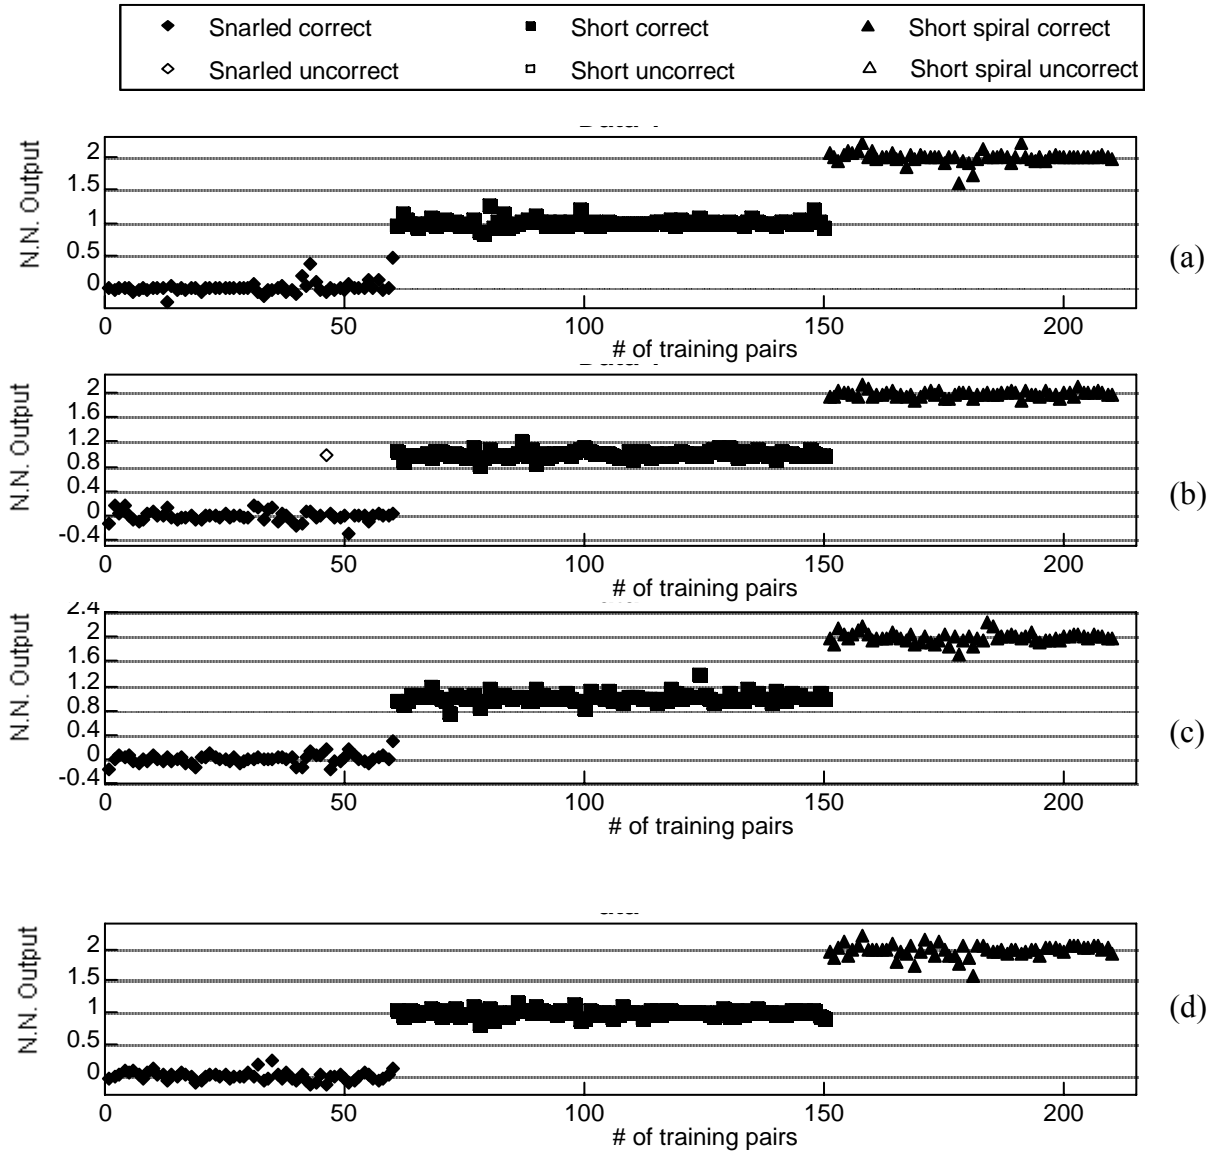 Snarled correct
Short correct
Short spiral correct
Snarled uncorrect
Short uncorrect
Short spiral uncorrect
N.N. Output
2
1.5
1
0.5
0
0 50 100 150 200
# of training pairs
(a)
N.N. Output
2
1.6
1.2
0.8
0.4
0
-0.4
0 50 100 150 200
# of training pairs
(b)
N.N. Output
2.4
2
1.6
1.2
0.8
0.4
0
-0.4
0 50 100 150 200
# of training pairs
(c)
N.N. Output
2
1.5
1
0.5
0
0 50 100 150 200
# of training pairs
(d)